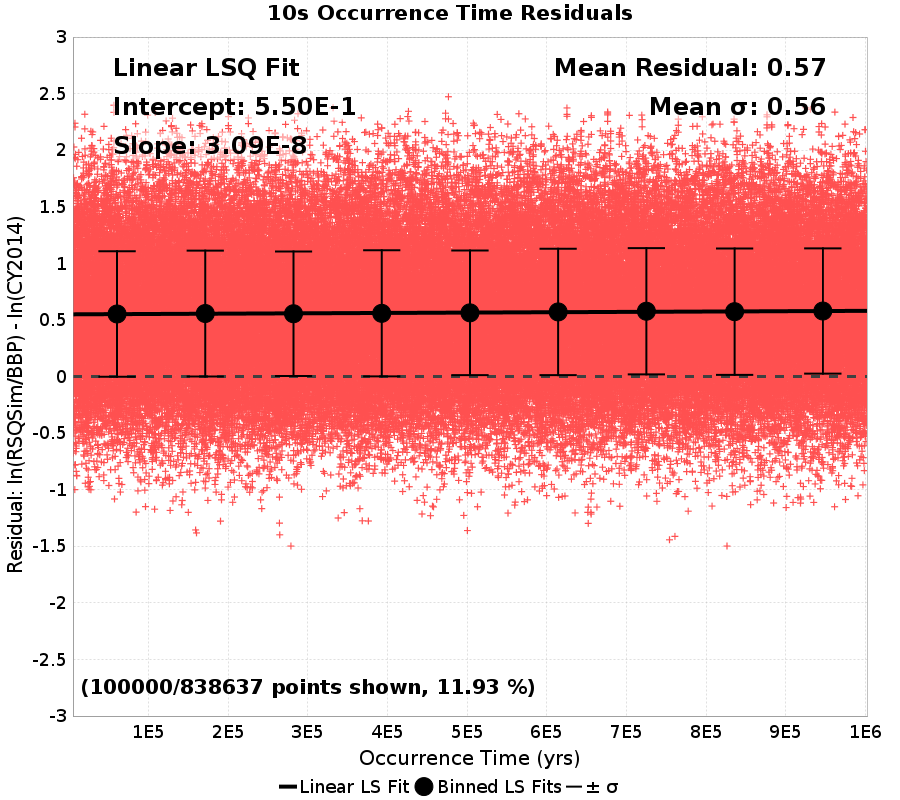 10s Occurrence Time Residuals
Linear LSQ Fit
Intercept: 5.50E-1
Slope: 3.09E-8
Mean Residual: 0.57
Mean σ: 0.56
Residual: ln(RSQSim/BBP) - ln(CY2014)
3
2.5
2
1.5
1
0.5
0
-0.5
-1
-1.5
-2
-2.5
-3
(100000/838637 points shown, 11.93 %)
1E5 2E5 3E5 4E5 5E5 6E5 7E5 8E5 9E5 1E6
Occurrence Time (yrs)
Linear LS Fit Binned LS Fits ± σ